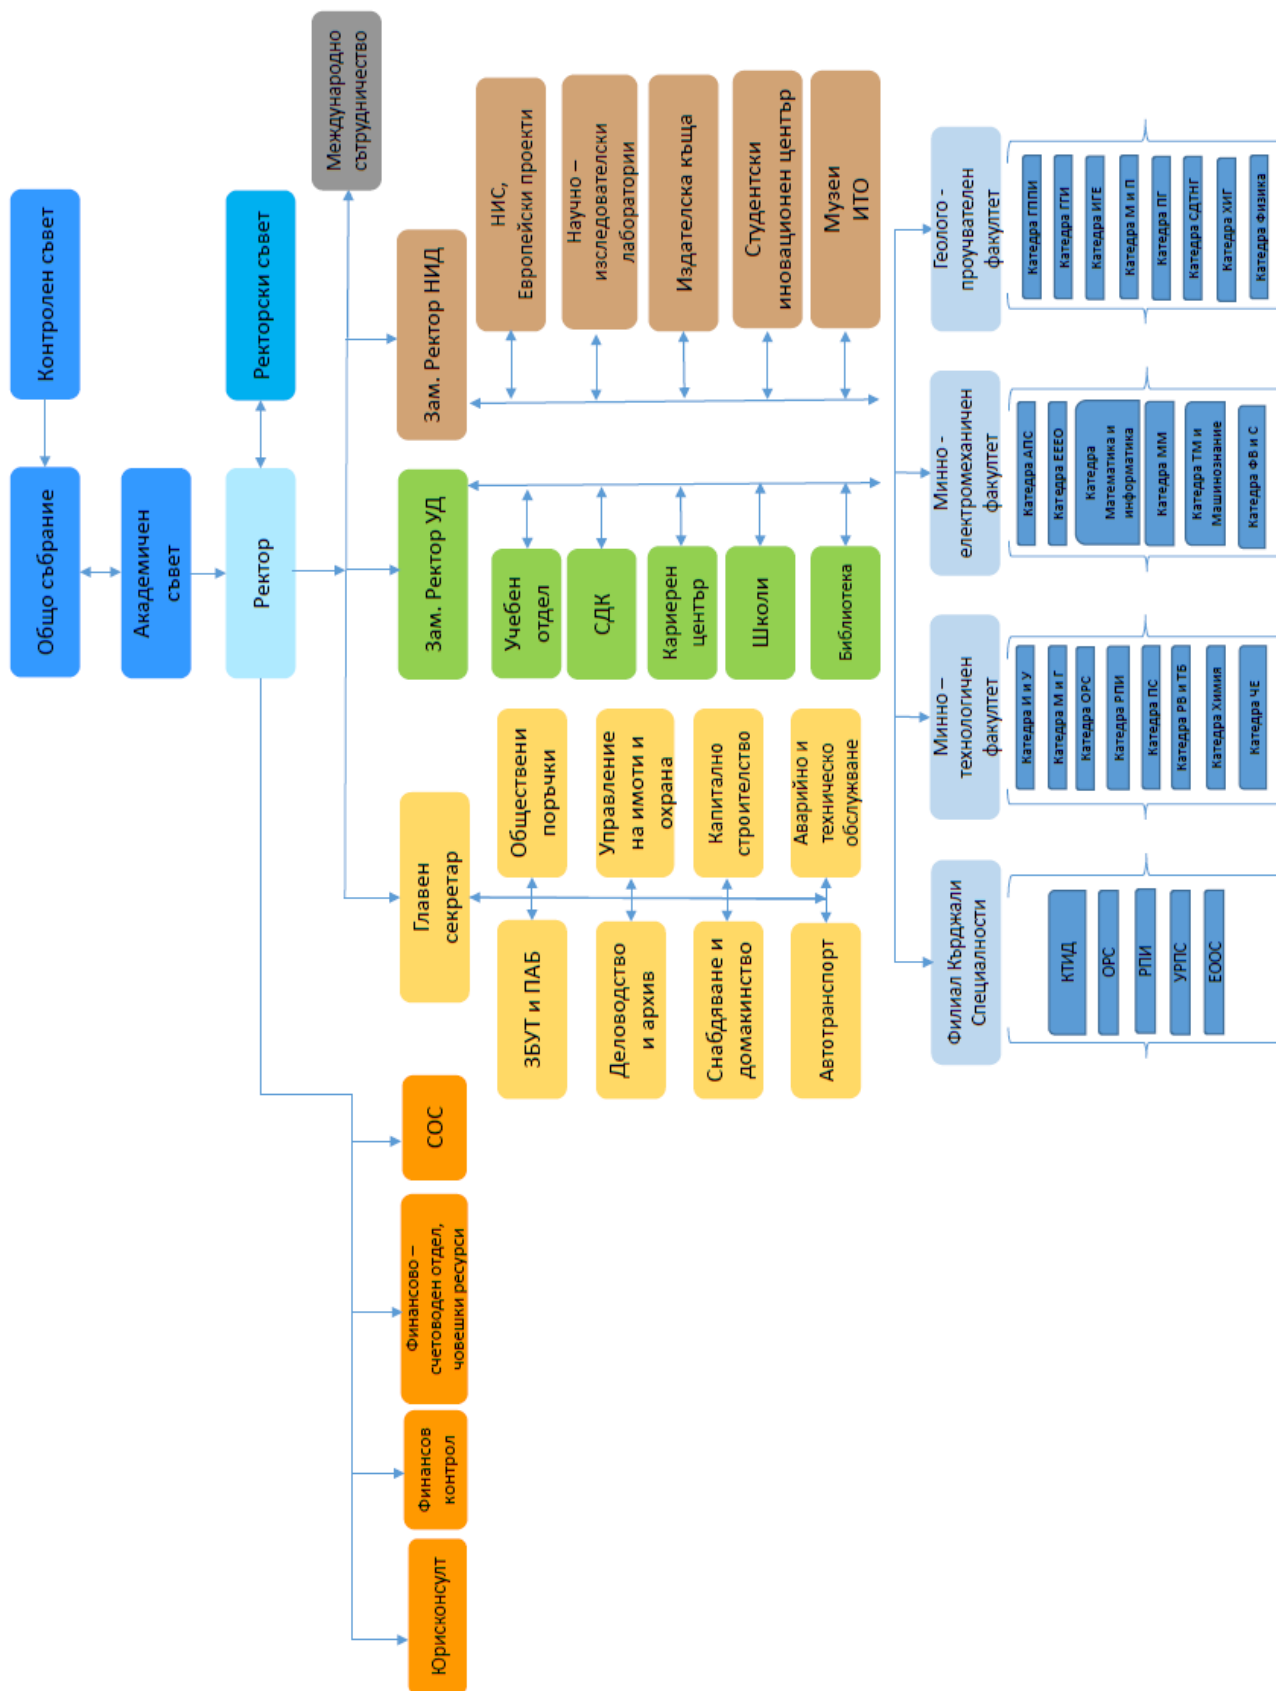 Контролен съвет
Общо събрание
Академичен
съвет
Ректор
Ректорски съвет
Международно
сътрудничество
Юрисконсулт
Финансов
контрол
Финансово –
счетоводен отдел,
човешки ресурси
СОС
Главен
секретар
Зам. Ректор УД
Зам. Ректор НИД
ЗБУТ и ПАБ
Обществени
поръчки
Деловодство
и архив
Управление
на имоти и
охрана
Снабдяване и
домакинство
Капитално
строителство
Автотранспорт
Аварийно и
техническо
обслужване
Учебен
отдел
СДК
Кариерен
център
Школи
Библиотека
НИС,
Европейски проекти
Научно –
изследователски
лаборатории
Издателска къща
Студентски
иновационен център
Музеи
ИТО
Филиал Кърджали
Специалности
КТИД
ОРС
РПИ
УРПС
ЕООС
Минно –
технологичен
факултет
Катедра И и У
Катедра М и Г
Катедра ОРС
Катедра РПИ
Катедра ПС
Катедра РВ и ТБ
Катедра Химия
Катедра ЧЕ
Минно -
електромеханичен
факултет
Катедра АПС
Катедра ЕЕЕО
Катедра
Математика и
информатика
Катедра ММ
Катедра ТМ и
Машинознание
Катедра ФВ и С
Геолого -
проучвателен
факултет
Катедра ГППИ
Катедра ГГИ
Катедра ИГЕ
Катедра М и П
Катедра ПГ
Катедра СДТНГ
Катедра ХИГ
Катедра Физика